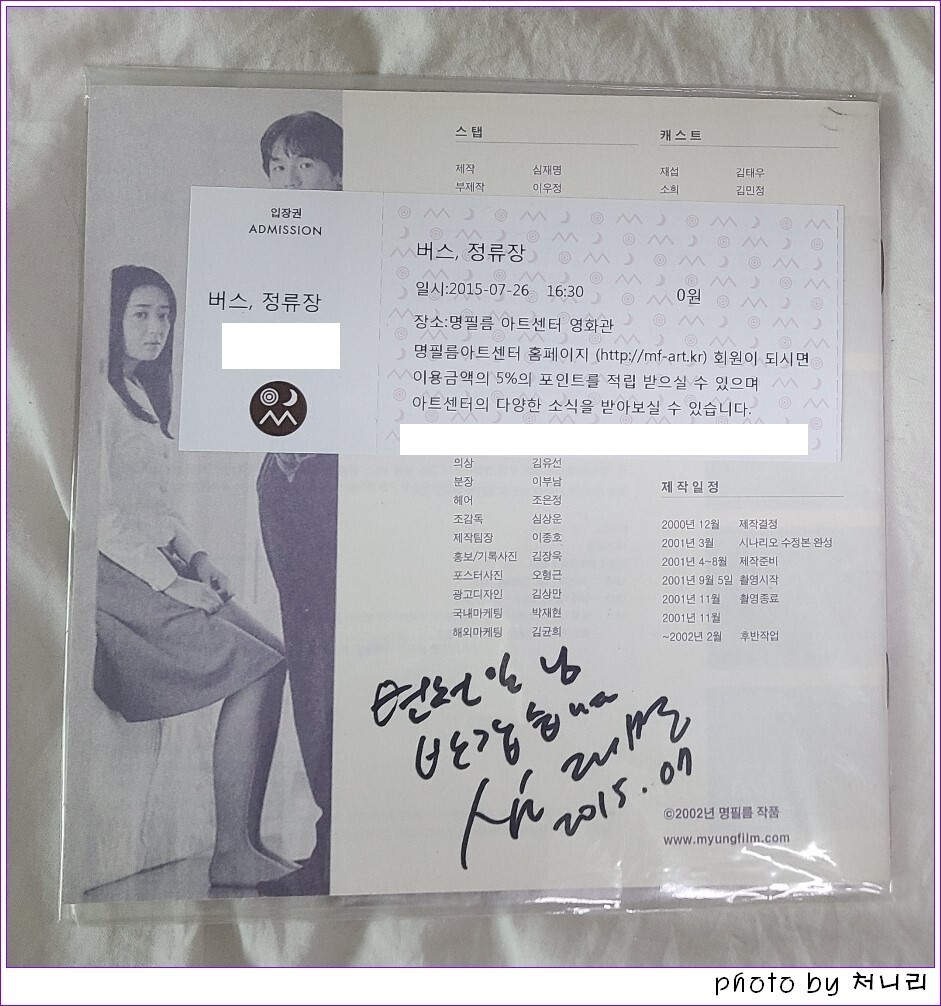 스탭
제작 심재명
부제작 이우정
캐스트
재섭 김태우
소희 김민정
입장권
ADMISSION
버스, 정류장
버스, 정류장
일시:2015-07-26 16:30 0원
장소:명필름 아트센터 영화관
명필름아트센터 홈페이지 (http://mf-art.kr) 회원이 되시면
이용금액의 5%의 포인트를 적립 받으실 수 있으며
아트센터의 다양한 소식을 받아보실 수 있습니다.
의상 김유선
분장 이부남
헤어 조은정
조감독 심상운
제작팀장 이종호
홍보/기록사진 김장욱
포스터사진 오형근
광고디자인 김상만
국내마케팅 박재현
해외마케팅 김균희
제작일정
2000년 12월 제작결정
2001년 3월 시나리오 수정본 완성
2001년 4~8월 제작준비
2001년 9월 5일 촬영시작
2001년 11월 촬영종료
2001년 11월
~2002년 2월 후반작업
님
반갑습니다
심재명
2015. 07
©2002년 명필름 작품
www.myungfilm.com
photo by 처니리